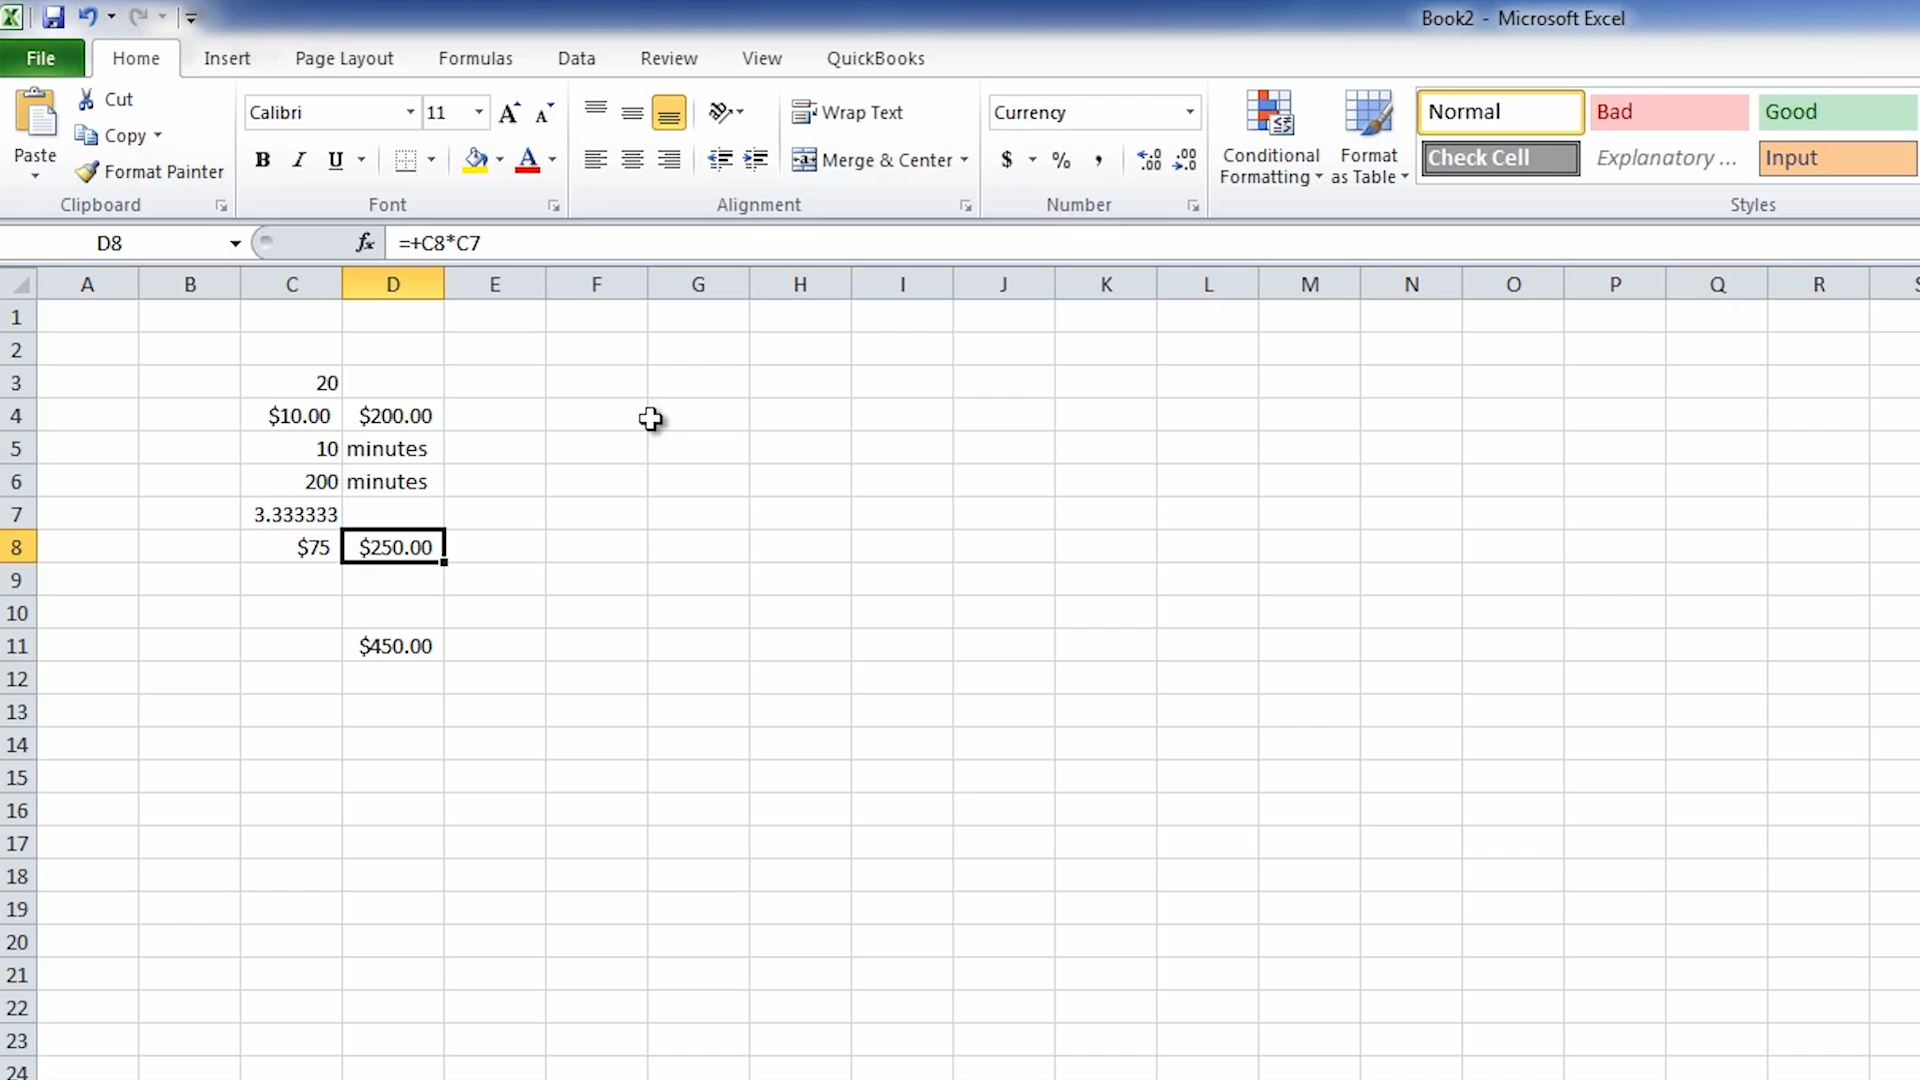 Book2 - Microsoft Excel
File Home Insert Page Layout Formulas Data Review View QuickBooks
Paste
Cut
Copy
Format Painter
Clipboard
Calibri 11
B I U A
Font
Wrap Text
Merge & Center
Alignment
Currency
$ % , .00 .00
Number
Conditional Formatting
Format as Table
Normal Bad Good
Check Cell Explanatory ... Input
Styles
D8 fx =+C8*C7
A B C D E F G H I J K L M N O P Q R S
1
2
3 20
4 $10.00 $200.00
5 10 minutes
6 200 minutes
7 3.333333
8 $75 $250.00
9
10
11 $450.00
12
13
14
15
16
17
18
19
20
21
22
23
24